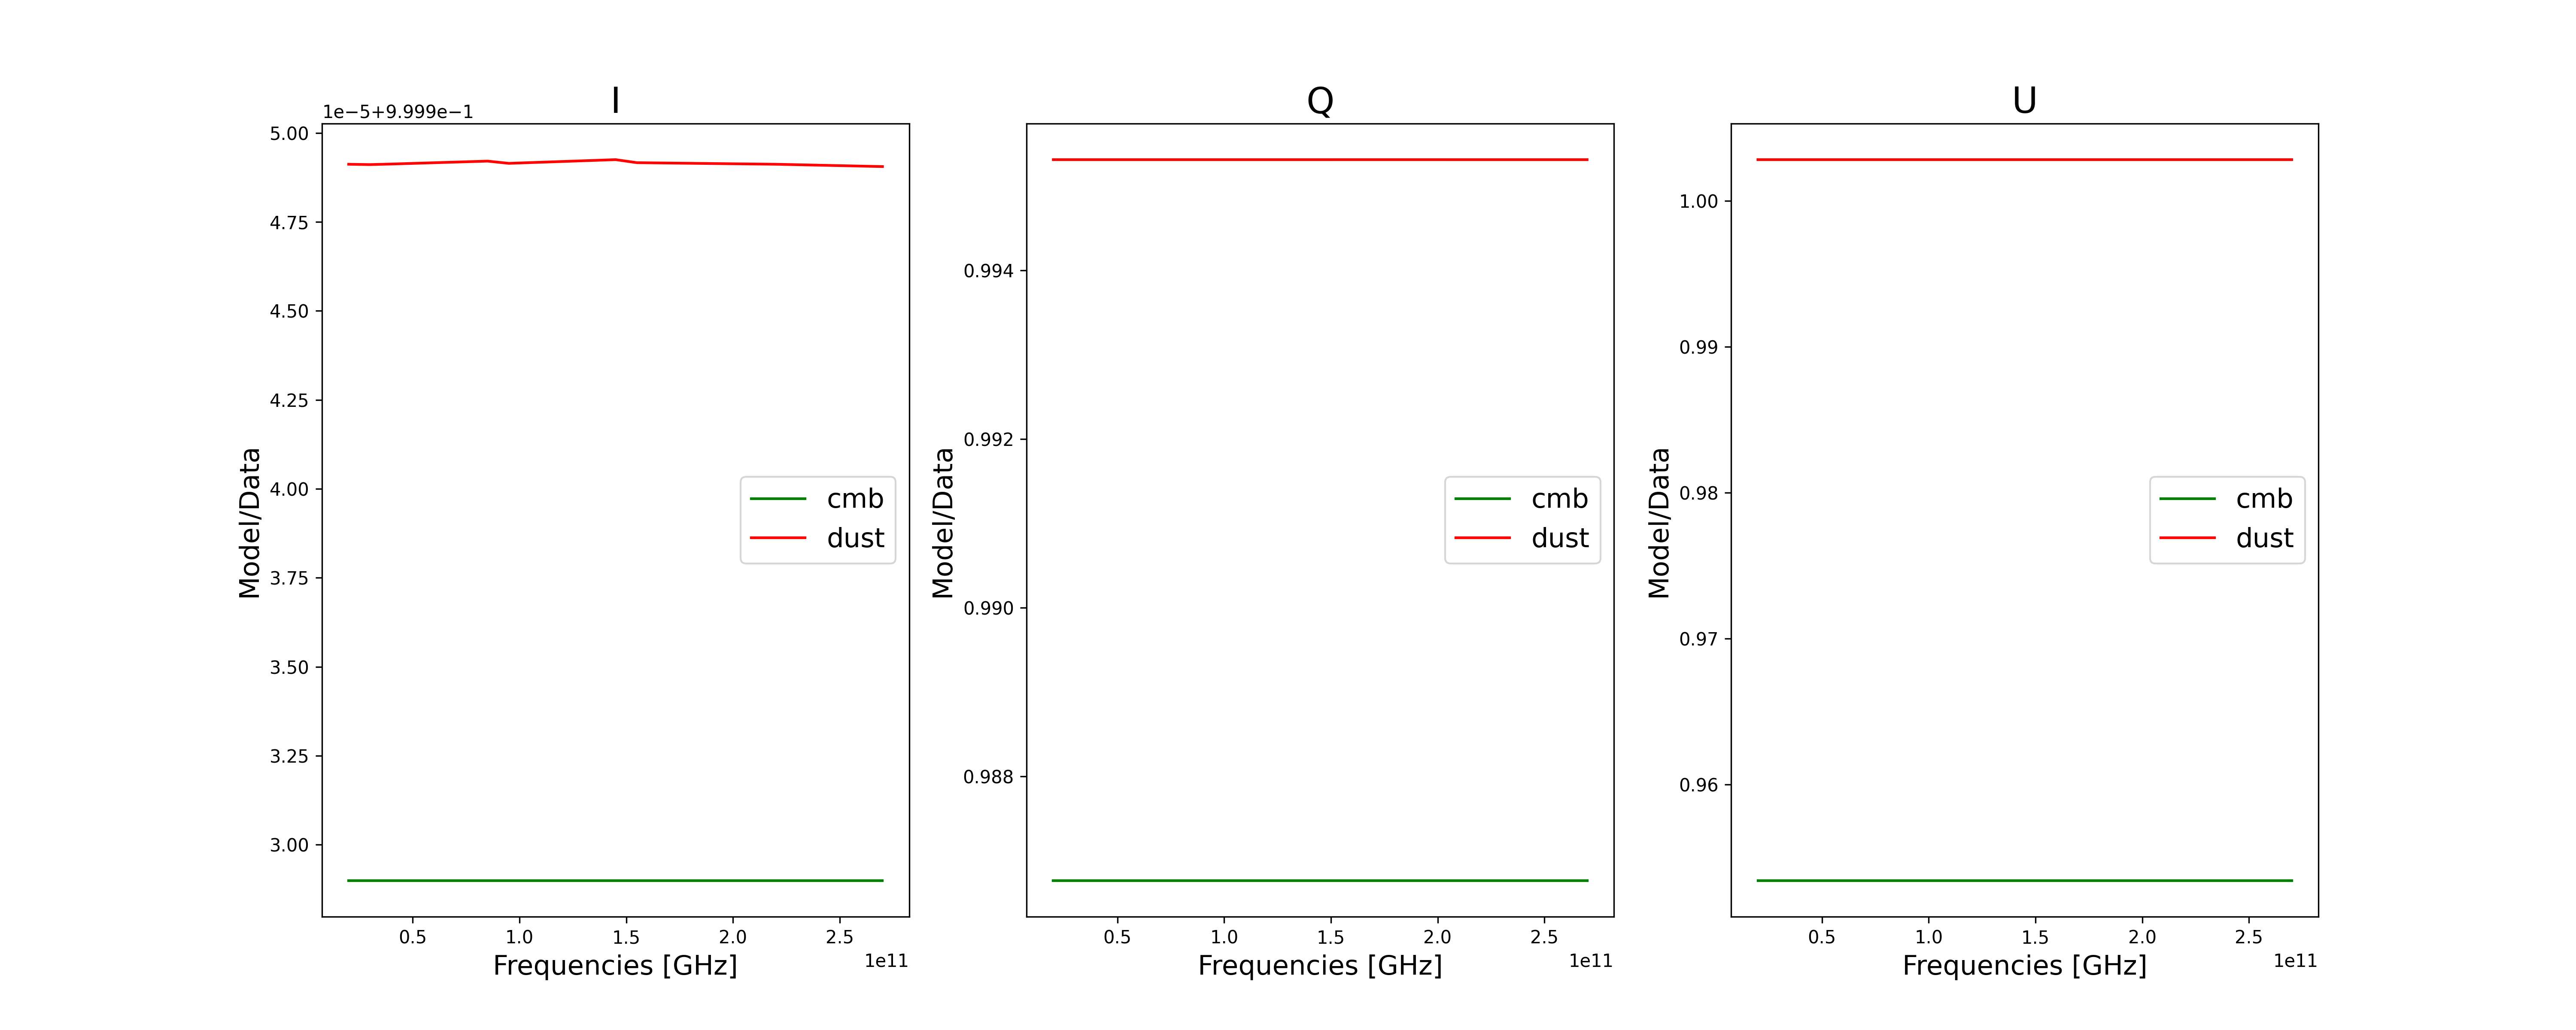 I
1e−5+9.999e−1
5.00
4.75
4.50
4.25
4.00
3.75
3.50
3.25
3.00
Model/Data
cmb
dust
0.5 1.0 1.5 2.0 2.5
1e11
Frequencies [GHz]
Q
0.994
0.992
0.990
0.988
Model/Data
cmb
dust
0.5 1.0 1.5 2.0 2.5
1e11
Frequencies [GHz]
U
1.00
0.99
0.98
0.97
0.96
Model/Data
cmb
dust
0.5 1.0 1.5 2.0 2.5
1e11
Frequencies [GHz]